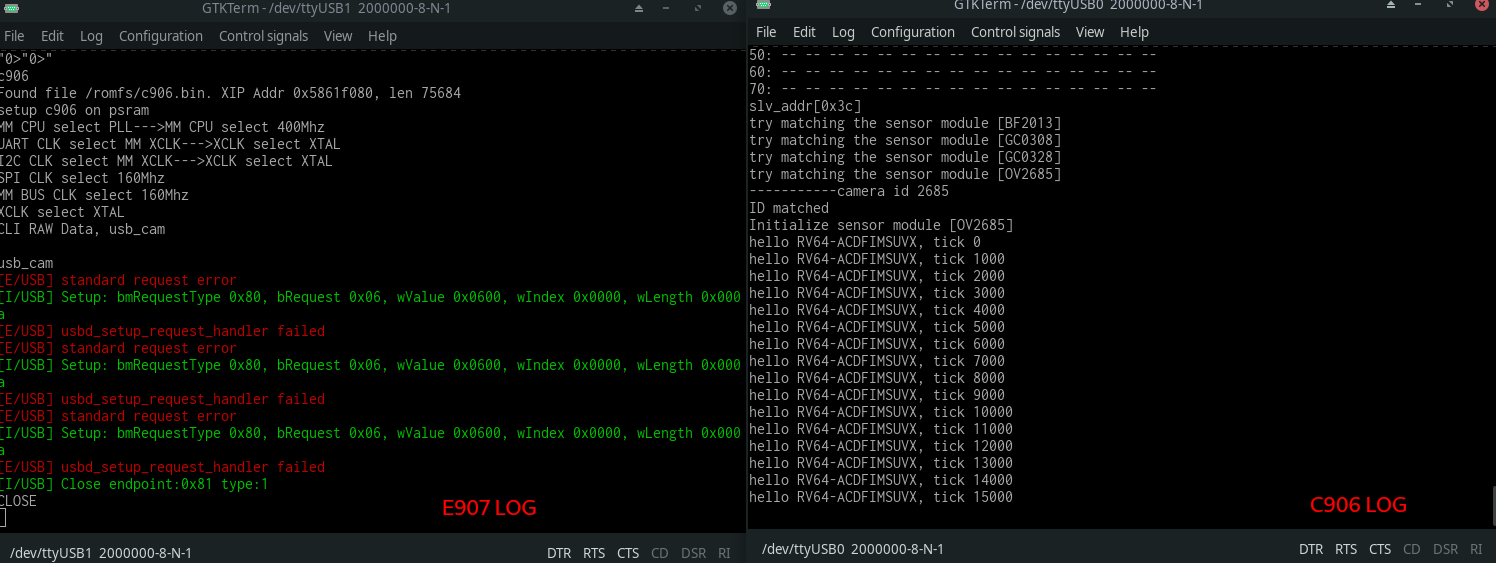 GTKTerm - /dev/ttyUSB1 2000000-8-N-1
File Edit Log Configuration Control signals View Help
"0>"0>"
c906
Found file /romfs/c906.bin. XIP Addr 0x5861f080, len 75684
setup c906 on psram
MM CPU select PLL--->MM CPU select 400Mhz
UART CLK select MM XCLK--->XCLK select XTAL
I2C CLK select MM XCLK--->XCLK select XTAL
SPI CLK select 160Mhz
MM BUS CLK select 160Mhz
XCLK select XTAL
CLI RAW Data, usb_cam
usb_cam
[E/USB] standard request error
[I/USB] Setup: bmRequestType 0x80, bRequest 0x06, wValue 0x0600, wIndex 0x0000, wLength 0x000
a
[E/USB] usbd_setup_request_handler failed
[E/USB] standard request error
[I/USB] Setup: bmRequestType 0x80, bRequest 0x06, wValue 0x0600, wIndex 0x0000, wLength 0x000
a
[E/USB] usbd_setup_request_handler failed
[E/USB] standard request error
[I/USB] Setup: bmRequestType 0x80, bRequest 0x06, wValue 0x0600, wIndex 0x0000, wLength 0x000
a
[E/USB] usbd_setup_request_handler failed
[I/USB] Close endpoint:0x81 type:1
CLOSE
E907 LOG
/dev/ttyUSB1 2000000-8-N-1
DTR RTS CTS CD DSR RI
GTKTerm - /dev/ttyUSB0 2000000-8-N-1
File Edit Log Configuration Control signals View Help
50: -- -- -- -- -- -- -- -- -- -- -- -- -- -- -- --
60: -- -- -- -- -- -- -- -- -- -- -- -- -- -- -- --
70: -- -- -- -- -- -- -- -- -- -- -- -- -- -- -- --
slv_addr[0x3c]
try matching the sensor module [BF2013]
try matching the sensor module [GC0308]
try matching the sensor module [GC0328]
try matching the sensor module [OV2685]
-----------camera id 2685
ID matched
Initialize sensor module [OV2685]
hello RV64-ACDFIMSUVX, tick 0
hello RV64-ACDFIMSUVX, tick 1000
hello RV64-ACDFIMSUVX, tick 2000
hello RV64-ACDFIMSUVX, tick 3000
hello RV64-ACDFIMSUVX, tick 4000
hello RV64-ACDFIMSUVX, tick 5000
hello RV64-ACDFIMSUVX, tick 6000
hello RV64-ACDFIMSUVX, tick 7000
hello RV64-ACDFIMSUVX, tick 8000
hello RV64-ACDFIMSUVX, tick 9000
hello RV64-ACDFIMSUVX, tick 10000
hello RV64-ACDFIMSUVX, tick 11000
hello RV64-ACDFIMSUVX, tick 12000
hello RV64-ACDFIMSUVX, tick 13000
hello RV64-ACDFIMSUVX, tick 14000
hello RV64-ACDFIMSUVX, tick 15000
C906 LOG
/dev/ttyUSB0 2000000-8-N-1
DTR RTS CTS CD DSR RI